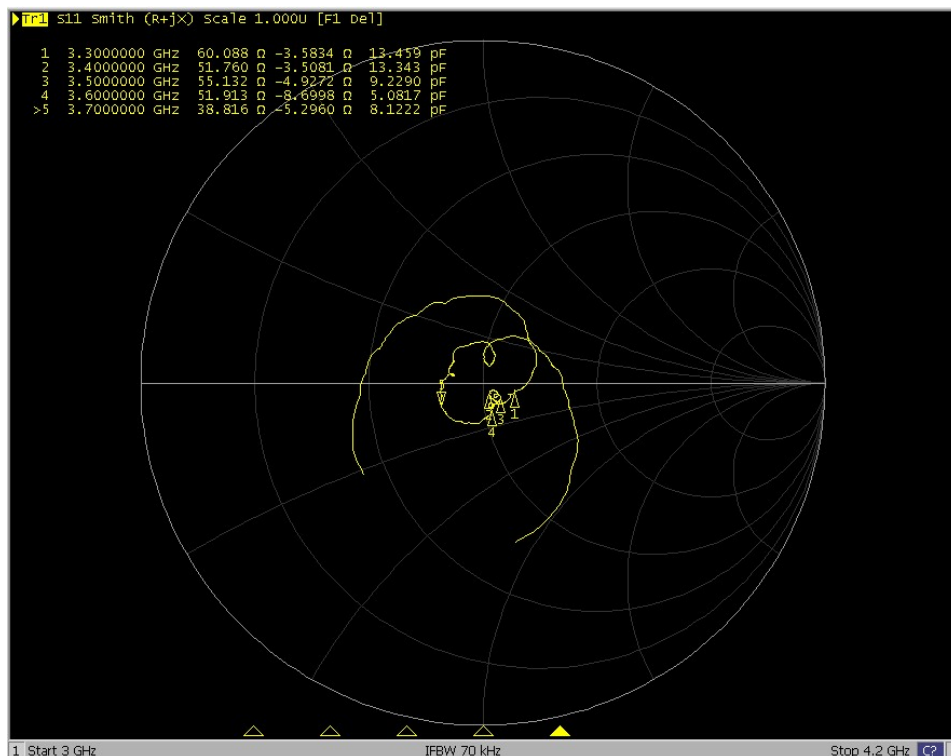 Tr1 S11 Smith (R+jX) Scale 1.000U [F1 Del]
1 3.3000000 GHz 60.088 Ω -3.5834 Ω 13.459 pF
2 3.4000000 GHz 51.760 Ω -3.5081 Ω 13.343 pF
3 3.5000000 GHz 55.132 Ω -4.9272 Ω 9.2290 pF
4 3.6000000 GHz 51.913 Ω -8.6998 Ω 5.0817 pF
>5 3.7000000 GHz 38.816 Ω -5.2960 Ω 8.1222 pF
3 1
4
1 Start 3 GHz IFBW 70 kHz Stop 4.2 GHz C?